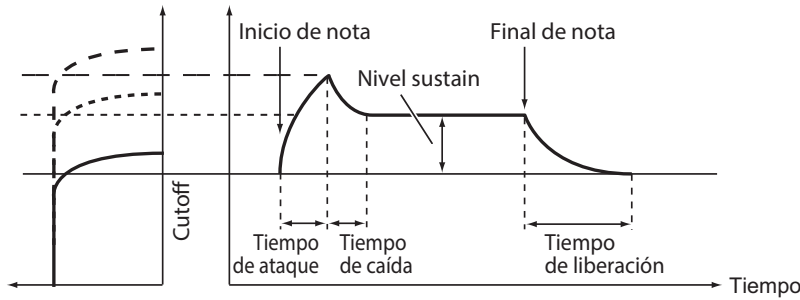 Inicio de nota
Final de nota
Nivel sustain
Cutoff
Tiempo
de ataque
Tiempo
de caída
Tiempo
de liberación
Tiempo